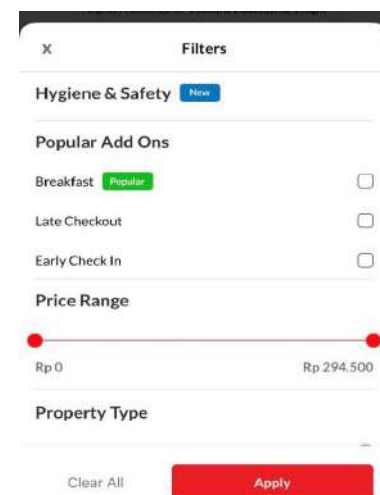 X Filters
Hygiene & Safety New
Popular Add Ons
Breakfast Popular
Late Checkout
Early Check In
Price Range
Rp 0 Rp 294.500
Property Type
Clear All Apply